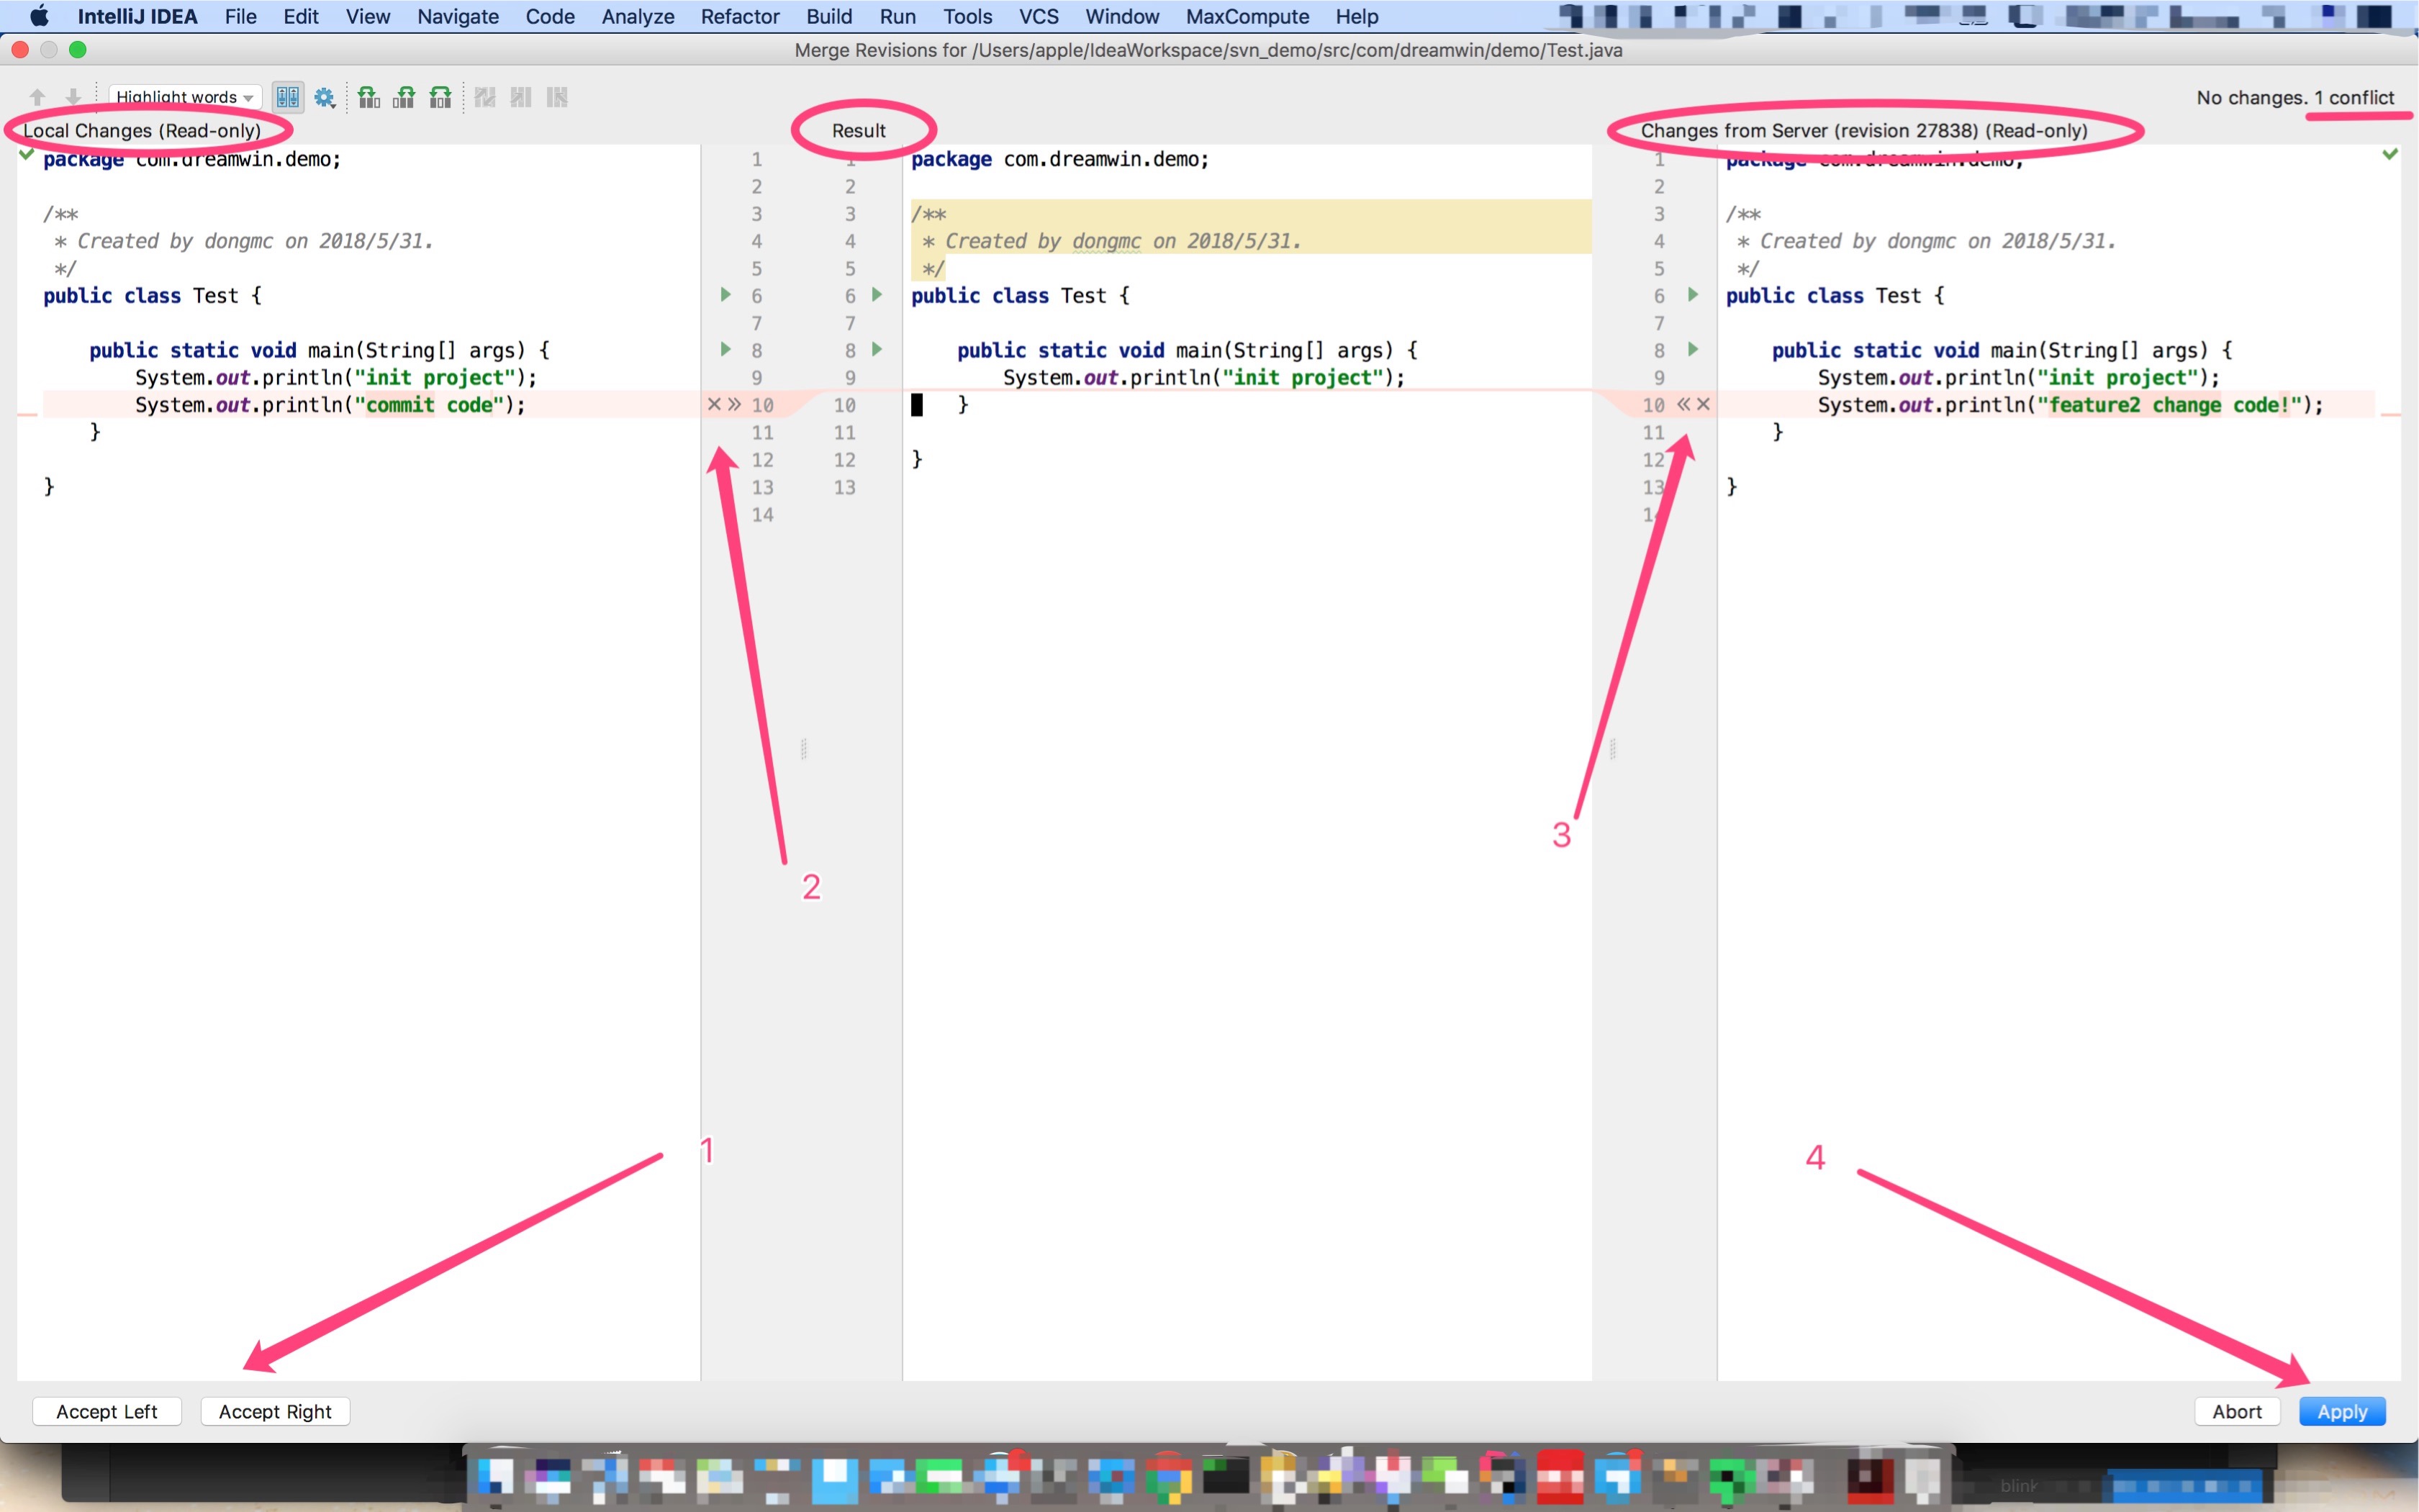 IntelliJ IDEA File Edit View Navigate Code Analyze Refactor Build Run Tools VCS Window MaxCompute Help
Merge Revisions for /Users/apple/IdeaWorkspace/svn_demo/src/com/dreamwin/demo/Test.java
Highlight words
No changes. 1 conflict
Local Changes (Read-only)
Result
Changes from Server (revision 27838) (Read-only)
package com.dreamwin.demo;
/**
* Created by dongmc on 2018/5/31.
*/
public class Test {
public static void main(String[] args) {
System.out.println("init project");
System.out.println("commit code");
}
}
1
2
3
4
5
6
7
8
9
10
11
12
13
14
1
2
3
4
5
6
7
8
9
10
11
12
13
package com.dreamwin.demo;
/**
* Created by dongmc on 2018/5/31.
*/
public class Test {
public static void main(String[] args) {
System.out.println("init project");
}
}
1
2
3
4
5
6
7
8
9
10
11
12
13
14
package com.dreamwin.demo;
/**
* Created by dongmc on 2018/5/31.
*/
public class Test {
public static void main(String[] args) {
System.out.println("init project");
System.out.println("feature2 change code!");
}
}
3
2
1
4
Accept Left
Accept Right
Abort
Apply
blink